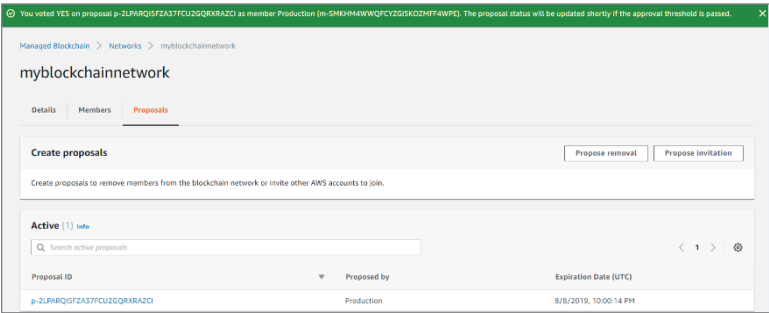 You voted YES on proposal p-2LPARQI5FZA37FCU2GQRXRAZCI as member Production (m-5MKHM4WWQFCYZGI5KOZMFF4WPE). The proposal status will be updated shortly if the approval threshold is passed.
Managed Blockchain > Networks > myblockchainnetwork
myblockchainnetwork
Details Members Proposals
Create proposals Propose removal Propose invitation
Create proposals to remove members from the blockchain network or invite other AWS accounts to join.
Active (1) Info
Search active proposals < 1 >
Proposal ID Proposed by Expiration Date (UTC)
p-2LPARQI5FZA37FCU2GQRXRAZCI Production 8/8/2019, 10:00:14 PM